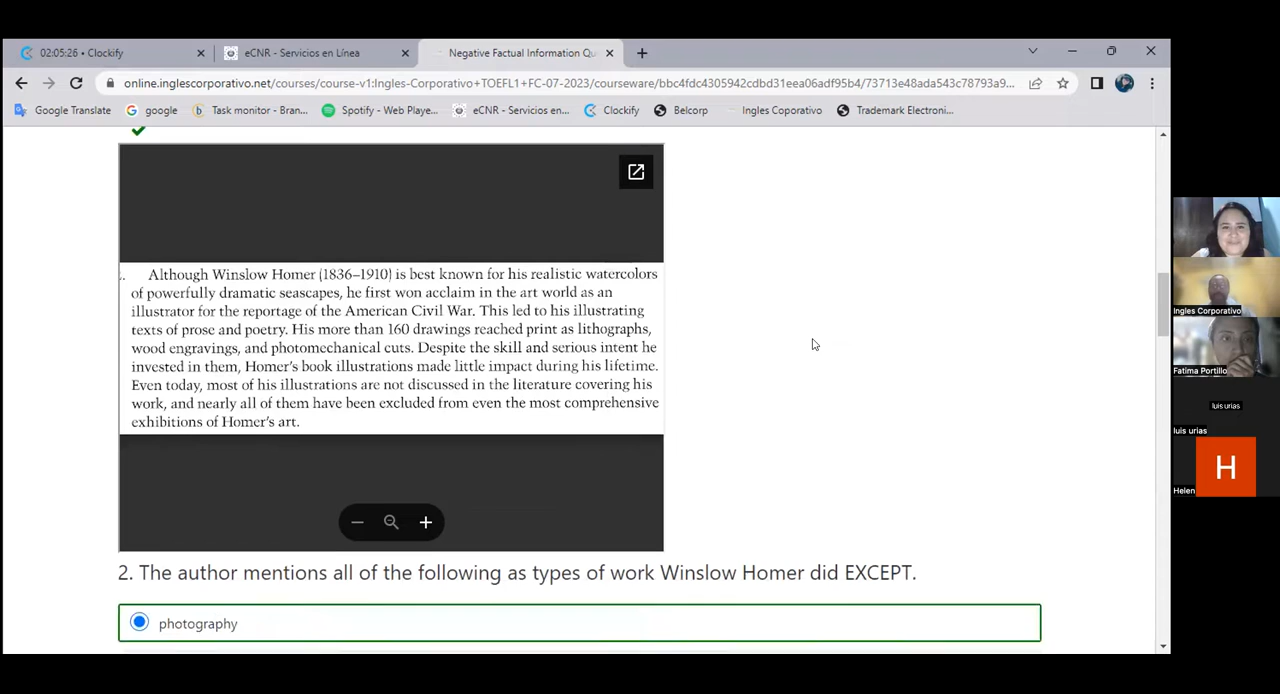 02:05:26 • Clockify
eCNR - Servicios en Línea
Negative Factual Information Qu
online.inglescorporativo.net/courses/course-v1:Ingles-Corporativo+TOEFL1+FC-07-2023/courseware/bbc4fdc4305942cdbd31eea06adf95b4/73713e48ada543c78793a9...
Google Translate
google
Task monitor - Bran...
Spotify - Web Playe...
eCNR - Servicios en...
Clockify
Belcorp
Ingles Coporativo
Trademark Electroni...
Although Winslow Homer (1836–1910) is best known for his realistic watercolors
of powerfully dramatic seascapes, he first won acclaim in the art world as an
illustrator for the reportage of the American Civil War. This led to his illustrating
texts of prose and poetry. His more than 160 drawings reached print as lithographs,
wood engravings, and photomechanical cuts. Despite the skill and serious intent he
invested in them, Homer's book illustrations made little impact during his lifetime.
Even today, most of his illustrations are not discussed in the literature covering his
work, and nearly all of them have been excluded from even the most comprehensive
exhibitions of Homer's art.
2. The author mentions all of the following as types of work Winslow Homer did EXCEPT.
photography
Ingles Corporativo
Fatima Portillo
luis urias
luis urias
H
Helen